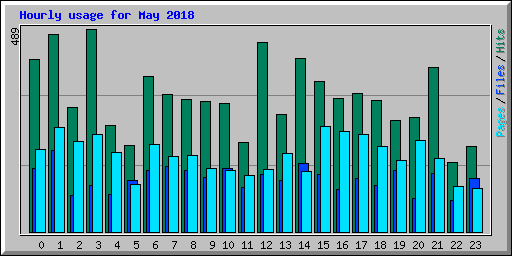 Hourly usage for May 2018
489
Pages / Files / Hits
0 1 2 3 4 5 6 7 8 9 10 11 12 13 14 15 16 17 18 19 20 21 22 23